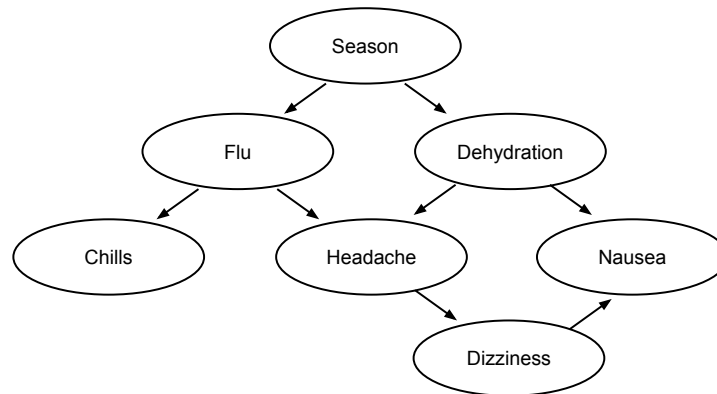 Season
Flu
Dehydration
Chills
Headache
Nausea
Dizziness